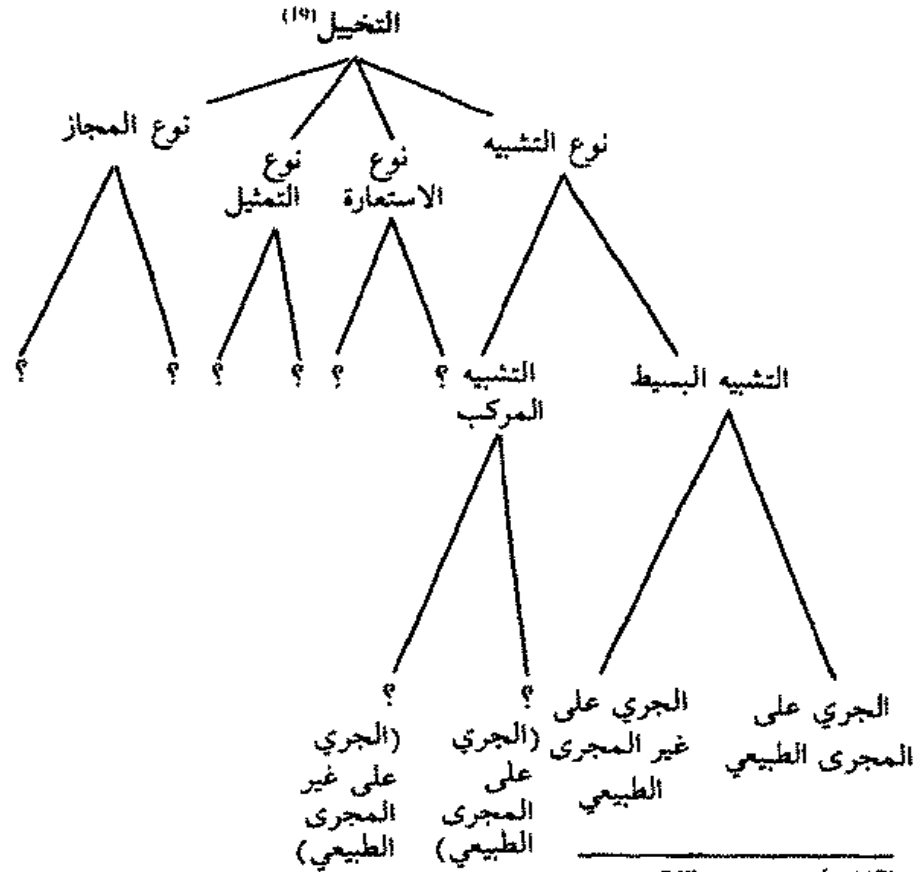 التخييل (١٩)
نوع التشبيه
نوع
الاستعارة
نوع
التمثيل
نوع المجاز
التشبيه البسيط
التشبيه
المركب
؟
؟
؟
؟
؟
؟
الجري على
المجرى الطبيعي
الجري على
غير المجرى
الطبيعي
؟
(الجري
على
المجرى
الطبيعي)
؟
(الجري
على غير
المجرى
الطبيعي)